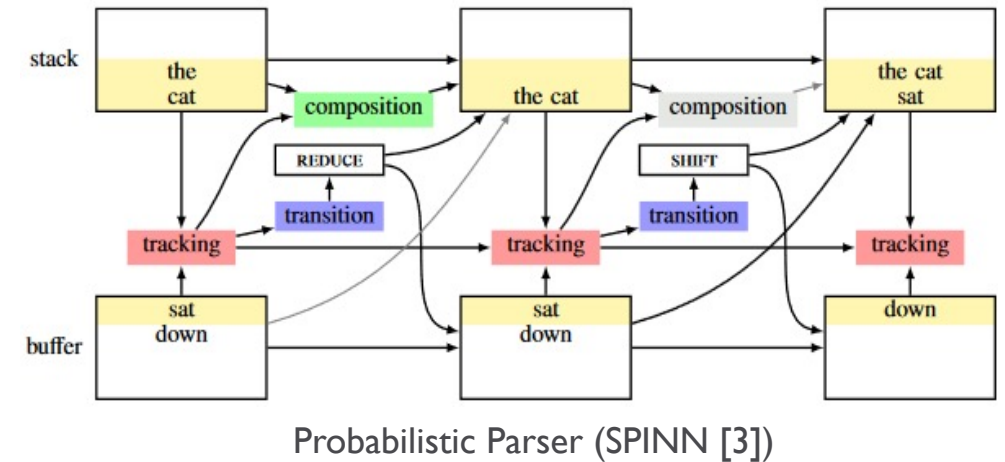 stack
the
cat
composition
the cat
composition
the cat
sat
REDUCE
SHIFT
transition
transition
tracking
tracking
tracking
buffer
sat
down
sat
down
down
Probabilistic Parser (SPINN [3])